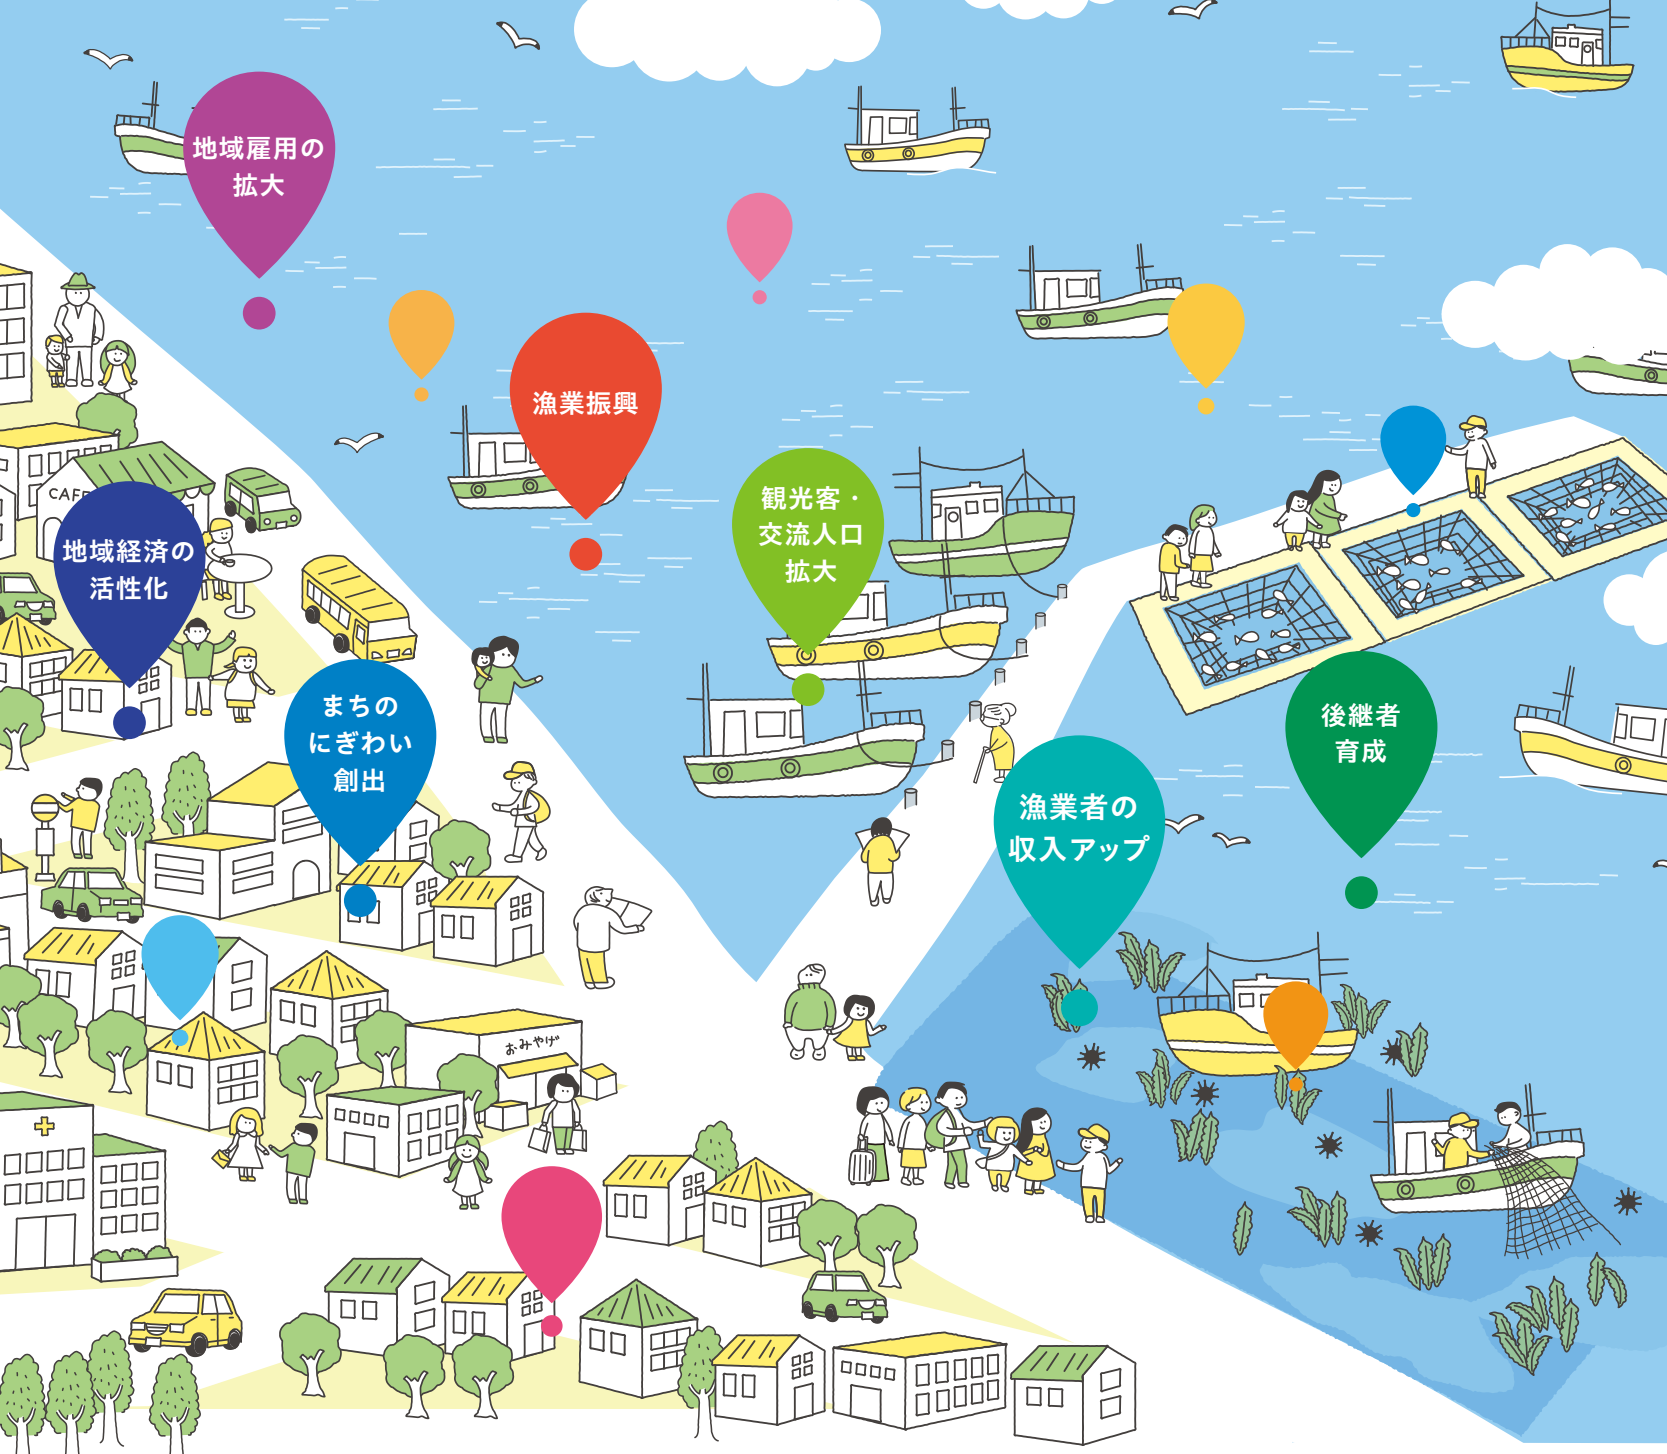 地域雇用の
拡大
漁業振興
観光客・
交流人口
拡大
CAFE
地域経済の
活性化
まちの
にぎわい
創出
後継者
育成
漁業者の
収入アップ
おみやげ